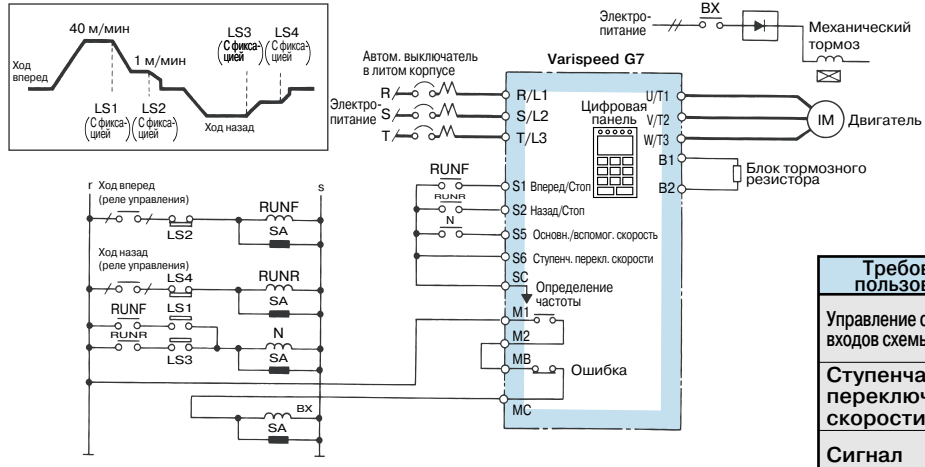 40 м/мин
LS3
(С фикса-
цией)
LS4
(С фикса-
цией)
Ход
вперед
1 м/мин
LS1
(С фикса-
цией)
LS2
(С фикса-
цией)
Ход назад
Электро-
питание
BX
Механический
тормоз
Автом. выключатель
в литом корпусе
Varispeed G7
Электро-
питание
R
S
T
R/L1
S/L2
T/L3
Цифровая
панель
U/T1
V/T2
W/T3
IM
Двигатель
B1
B2
Блок тормозного
резистора
RUNF
S1 Вперед/Стоп
RUNR
S2 Назад/Стоп
N
S5 Основн./вспомог. скорость
S6 Ступенч. перекл. скорости
SC
Определение
частоты
M1
M2
MB
Ошибка
MC
r
s
Ход вперед
(реле управления)
LS2
RUNF
SA
Ход назад
(реле управления)
LS4
RUNR
SA
RUNF
LS1
RUNR
LS3
N
SA
BX
SA
Требов
пользов
Управление с
входов схемы
Ступенча
переключ
скорости
Сигнал